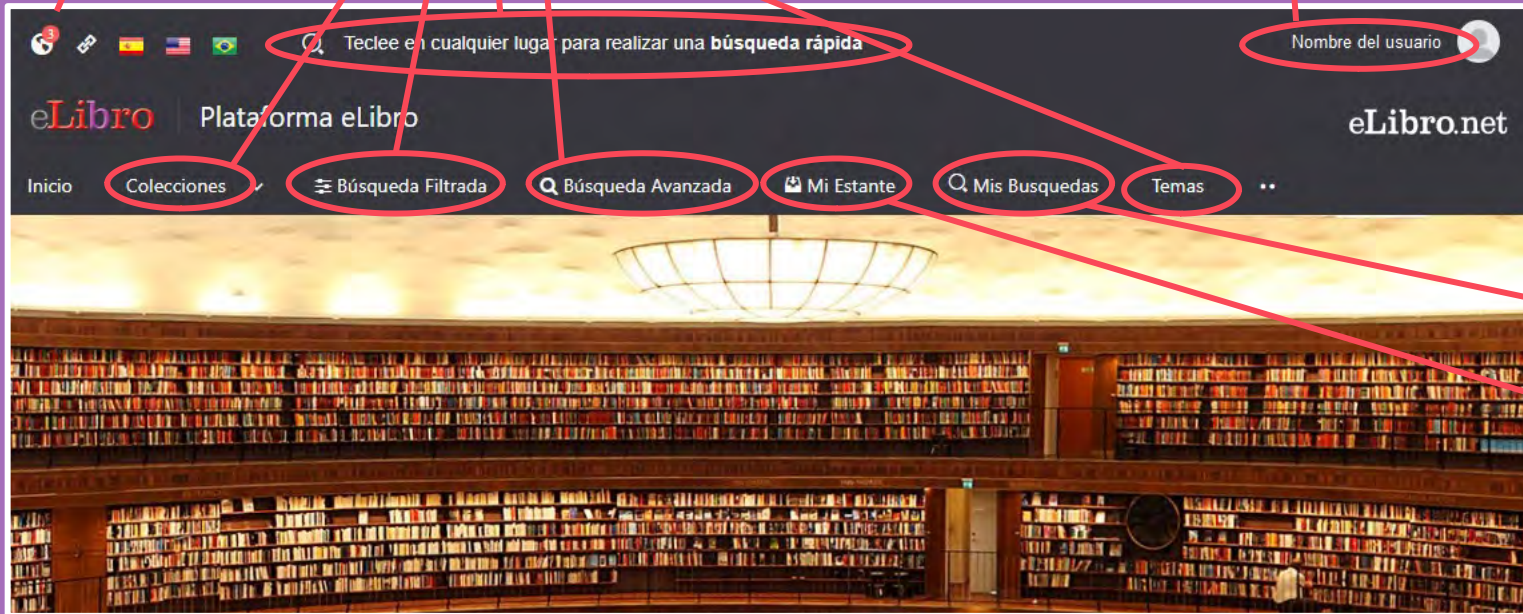 3
Teclee en cualquier lugar para realizar una búsqueda rápida
Nombre del usuario
eLibro Plataforma eLibro
eLibro.net
Inicio Colecciones Búsqueda Filtrada Búsqueda Avanzada Mi Estante Mis Busquedas Temas